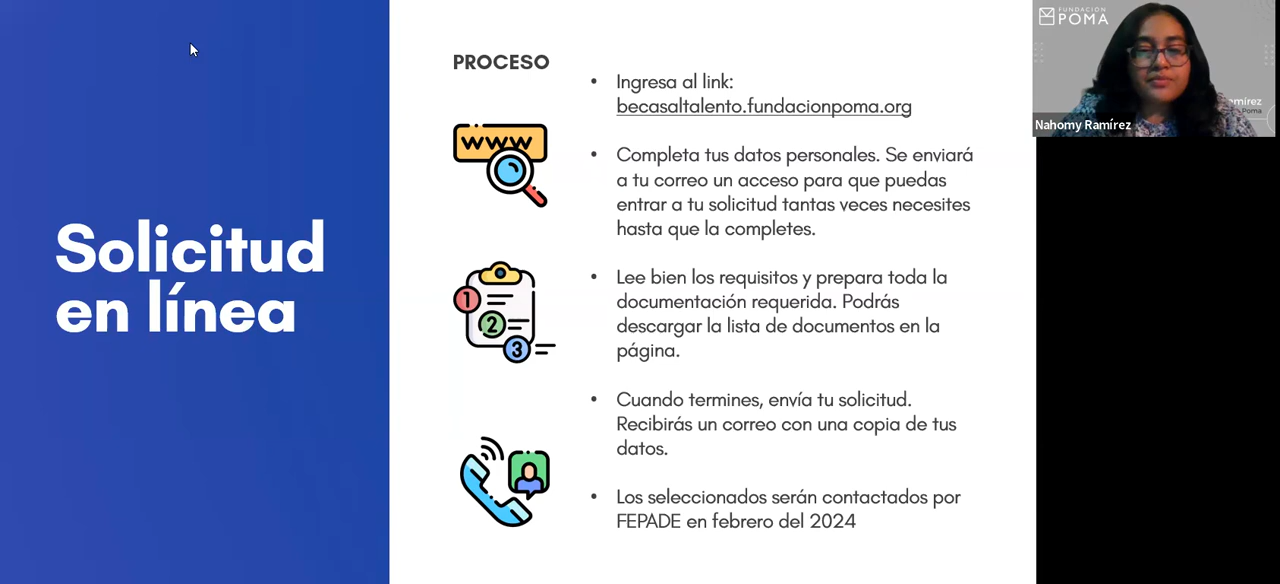 Solicitud
en línea
PROCESO
www
1
2
3
• Ingresa al link:
becasaltalento.fundacionpoma.org
• Completa tus datos personales. Se enviará
a tu correo un acceso para que puedas
entrar a tu solicitud tantas veces necesites
hasta que la completes.
• Lee bien los requisitos y prepara toda la
documentación requerida. Podrás
descargar la lista de documentos en la
página.
• Cuando termines, envía tu solicitud.
Recibirás un correo con una copia de tus
datos.
• Los seleccionados serán contactados por
FEPADE en febrero del 2024
FUNDACIÓN
POMA
Nahomy Ramírez